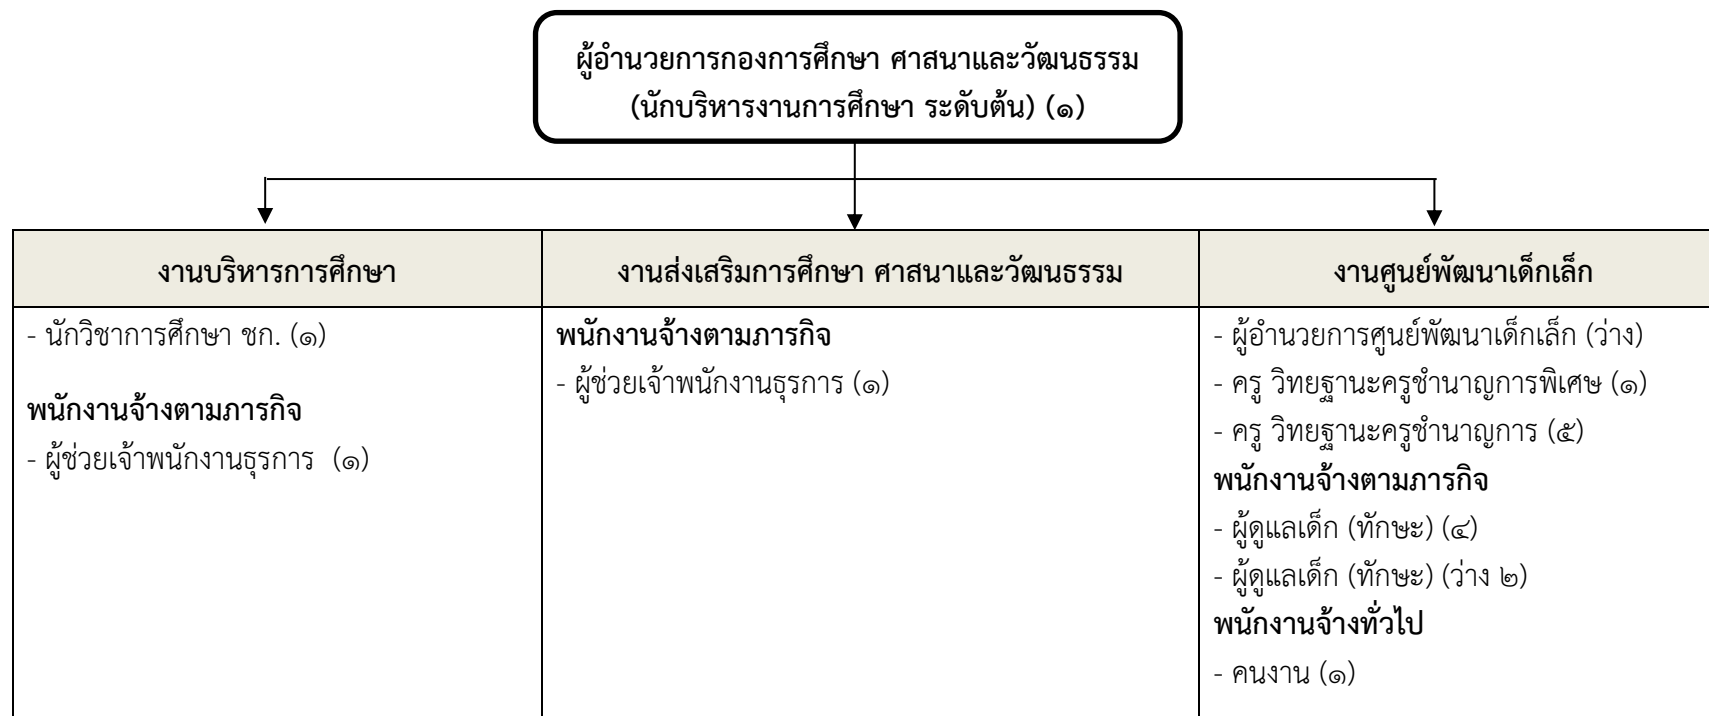 ผู้อำนวยการกองการศึกษา ศาสนาและวัฒนธรรม
(นักบริหารงานการศึกษา ระดับต้น) (๑)
งานบริหารการศึกษา
- นักวิชาการศึกษา ชก. (๑)
พนักงานจ้างตามภารกิจ
- ผู้ช่วยเจ้าพนักงานธุรการ (๑)
งานส่งเสริมการศึกษา ศาสนาและวัฒนธรรม
พนักงานจ้างตามภารกิจ
- ผู้ช่วยเจ้าพนักงานธุรการ (๑)
งานศูนย์พัฒนาเด็กเล็ก
- ผู้อำนวยการศูนย์พัฒนาเด็กเล็ก (ว่าง)
- ครู วิทยฐานะครูชำนาญการพิเศษ (๑)
- ครู วิทยฐานะครูชำนาญการ (๕)
พนักงานจ้างตามภารกิจ
- ผู้ดูแลเด็ก (ทักษะ) (๔)
- ผู้ดูแลเด็ก (ทักษะ) (ว่าง ๒)
พนักงานจ้างทั่วไป
- คนงาน (๑)